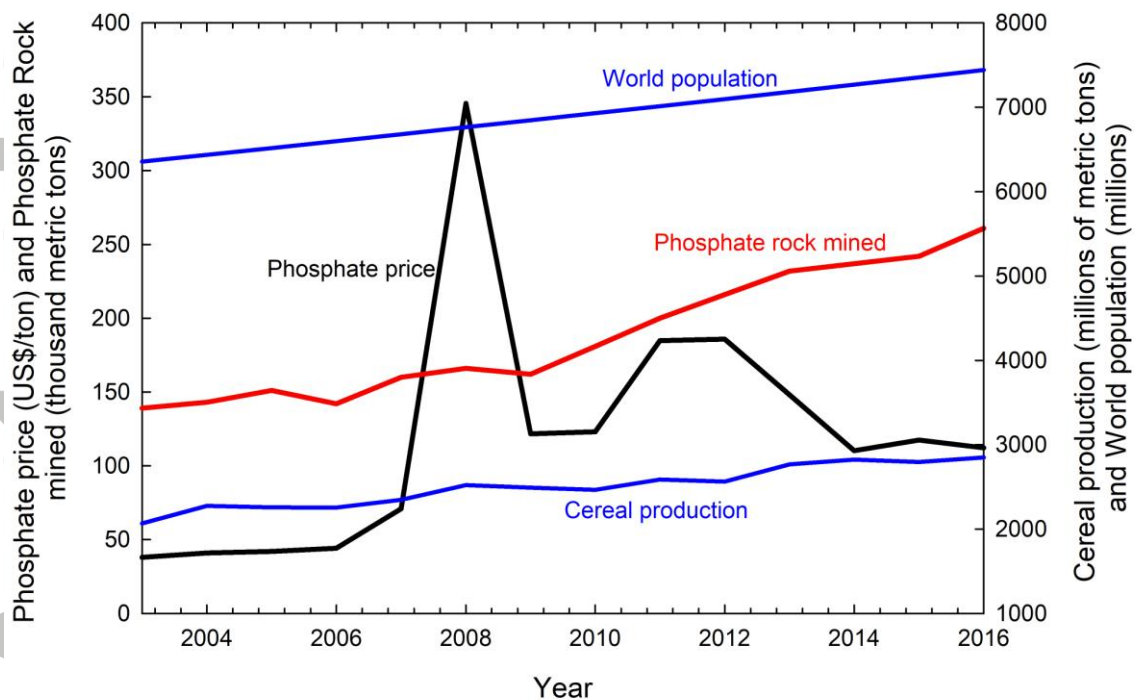 Phosphate price (US$/ton) and Phosphate Rock
mined (thousand metric tons)
400
350
300
250
200
150
100
50
0
World population
Phosphate rock mined
Phosphate price
Cereal production
8000
7000
6000
5000
4000
3000
2000
1000
Cereal production (millions of metric tons)
and World population (millions)
2004 2006 2008 2010 2012 2014 2016
Year